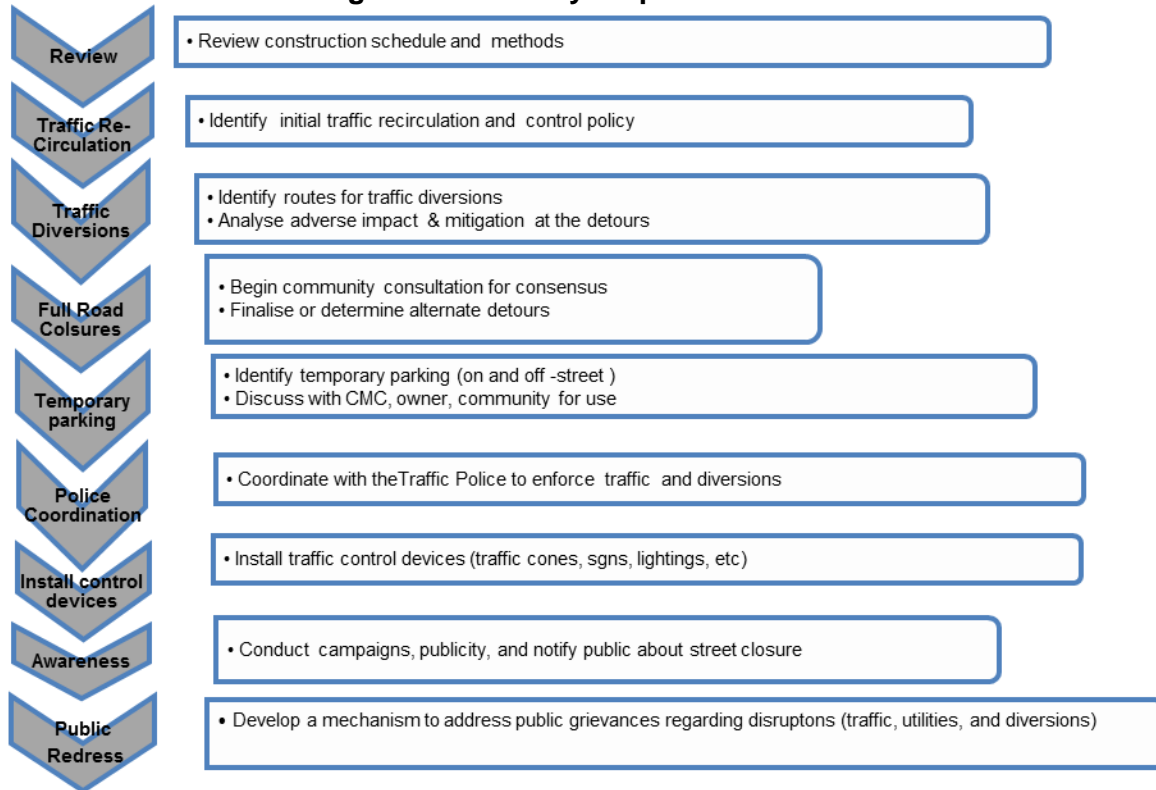 Review
• Review construction schedule and methods
Traffic Re-
Circulation
• Identify initial traffic recirculation and control policy
Traffic
Diversions
• Identify routes for traffic diversions
• Analyse adverse impact & mitigation at the detours
Full Road
Colsures
• Begin community consultation for consensus
• Finalise or determine alternate detours
Temporary
parking
• Identify temporary parking (on and off -street )
• Discuss with CMC, owner, community for use
Police
Coordination
• Coordinate with theTraffic Police to enforce traffic and diversions
Install control
devices
• Install traffic control devices (traffic cones, sgns, lightings, etc)
Awareness
• Conduct campaigns, publicity, and notify public about street closure
Public
Redress
• Develop a mechanism to address public grievances regarding disruptons (traffic, utilities, and diversions)